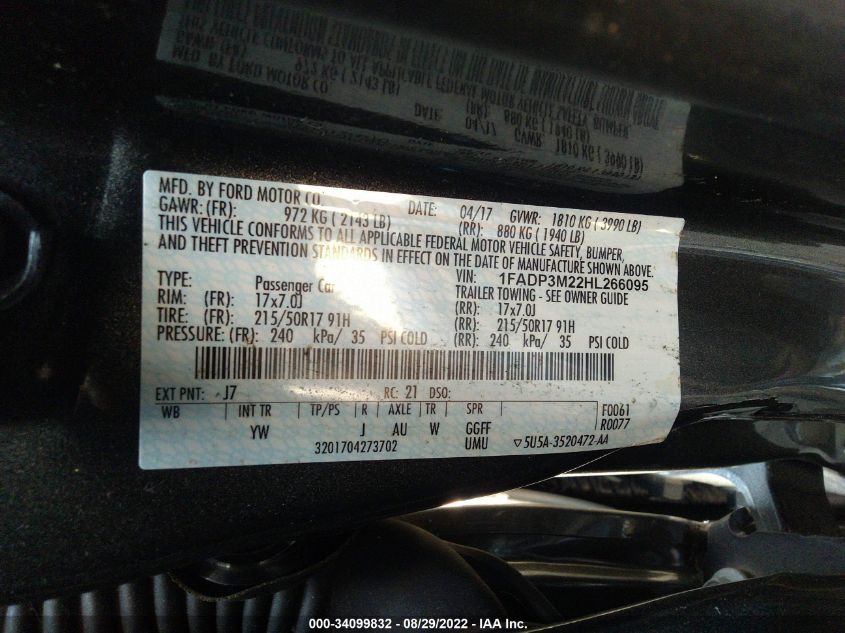 MFD. BY FORD MOTOR CO.
DATE: 04/17 GVWR: 1810 KG ( 3990 LB)
GAWR: (FR): 972 KG ( 2143 LB) (RR): 880 KG ( 1940 LB)
THIS VEHICLE CONFORMS TO ALL APPLICABLE FEDERAL MOTOR VEHICLE SAFETY, BUMPER,
AND THEFT PREVENTION STANDARDS IN EFFECT ON THE DATE OF MANUFACTURE SHOWN ABOVE.
VIN: 1FADP3M22HL266095
TYPE: Passenger Car TRAILER TOWING - SEE OWNER GUIDE
RIM: (FR): 17x7.0J (RR): 17x7.0J
TIRE: (FR): 215/50R17 91H (RR): 215/50R17 91H
PRESSURE: (FR): 240 kPa/ 35 PSI COLD (RR): 240 kPa/ 35 PSI COLD
EXT PNT: J7 RC: 21 DSO:
WB INT TR TP/PS R AXLE TR SPR F0061
YW J AU W GGFF R0077
3201704273702 UMU ▽5U5A-3520472-AA
000-34099832 - 08/29/2022 - IAA Inc.